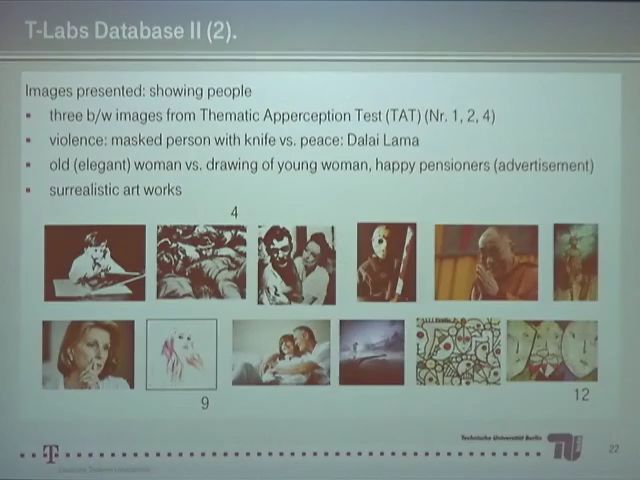 T-Labs Database II (2).
Images presented: showing people
▪ three b/w images from Thematic Apperception Test (TAT) (Nr. 1, 2, 4)
▪ violence: masked person with knife vs. peace: Dalai Lama
▪ old (elegant) woman vs. drawing of young woman, happy pensioners (advertisement)
▪ surrealistic art works
4
9
12
Technische Universität Berlin
T
22